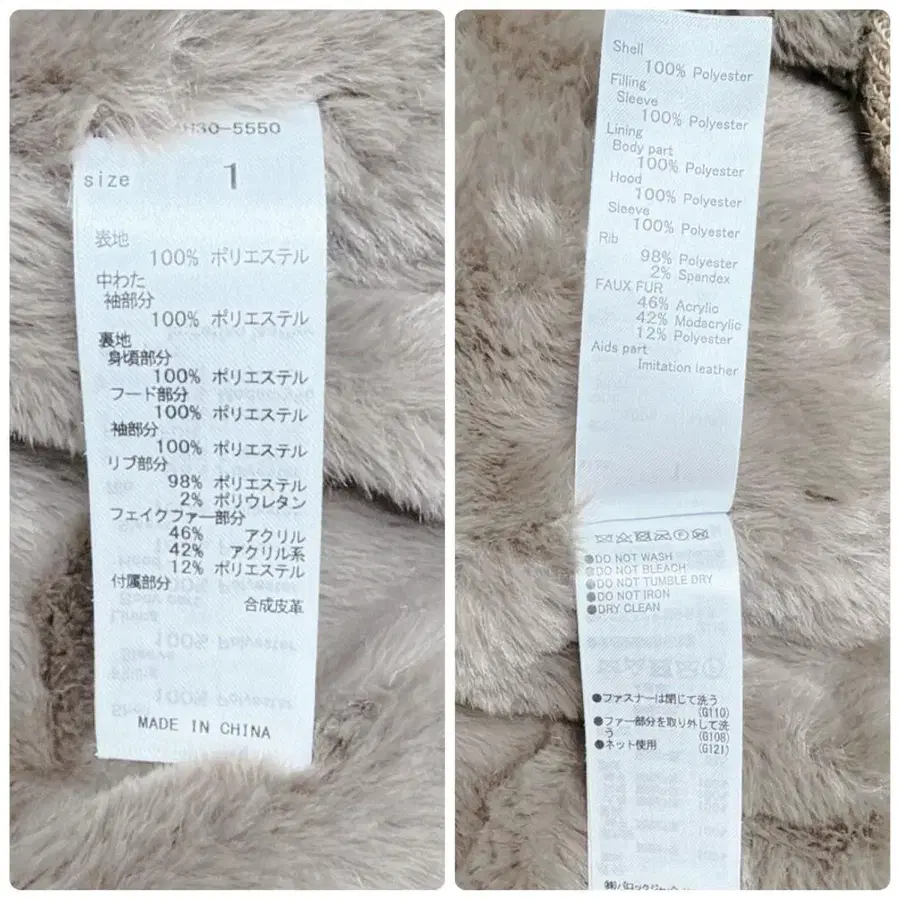 H30-5550
size 1
表地
100% ポリエステル
中わた
袖部分
100% ポリエステル
裏地
身頃部分
100% ポリエステル
フード部分
100% ポリエステル
袖部分
100% ポリエステル
リブ部分
98% ポリエステル
2% ポリウレタン
フェイクファー部分
46% アクリル
42% アクリル系
12% ポリエステル
付属部分
合成皮革
MADE IN CHINA
Shell
100% Polyester
Filling
Sleeve
100% Polyester
Lining
Body part
100% Polyester
Hood
100% Polyester
Sleeve
100% Polyester
Rib
98% Polyester
2% Spandex
FAUX FUR
46% Acrylic
42% Modacrylic
12% Polyester
Aids part
Imitation leather
●DO NOT WASH
●DO NOT BLEACH
●DO NOT TUMBLE DRY
●DO NOT IRON
●DRY CLEAN
●ファスナーは閉じて洗う
(G110)
●ファー部分を取り外して洗
う (G108)
●ネット使用 (G121)
㈱バロックジャ